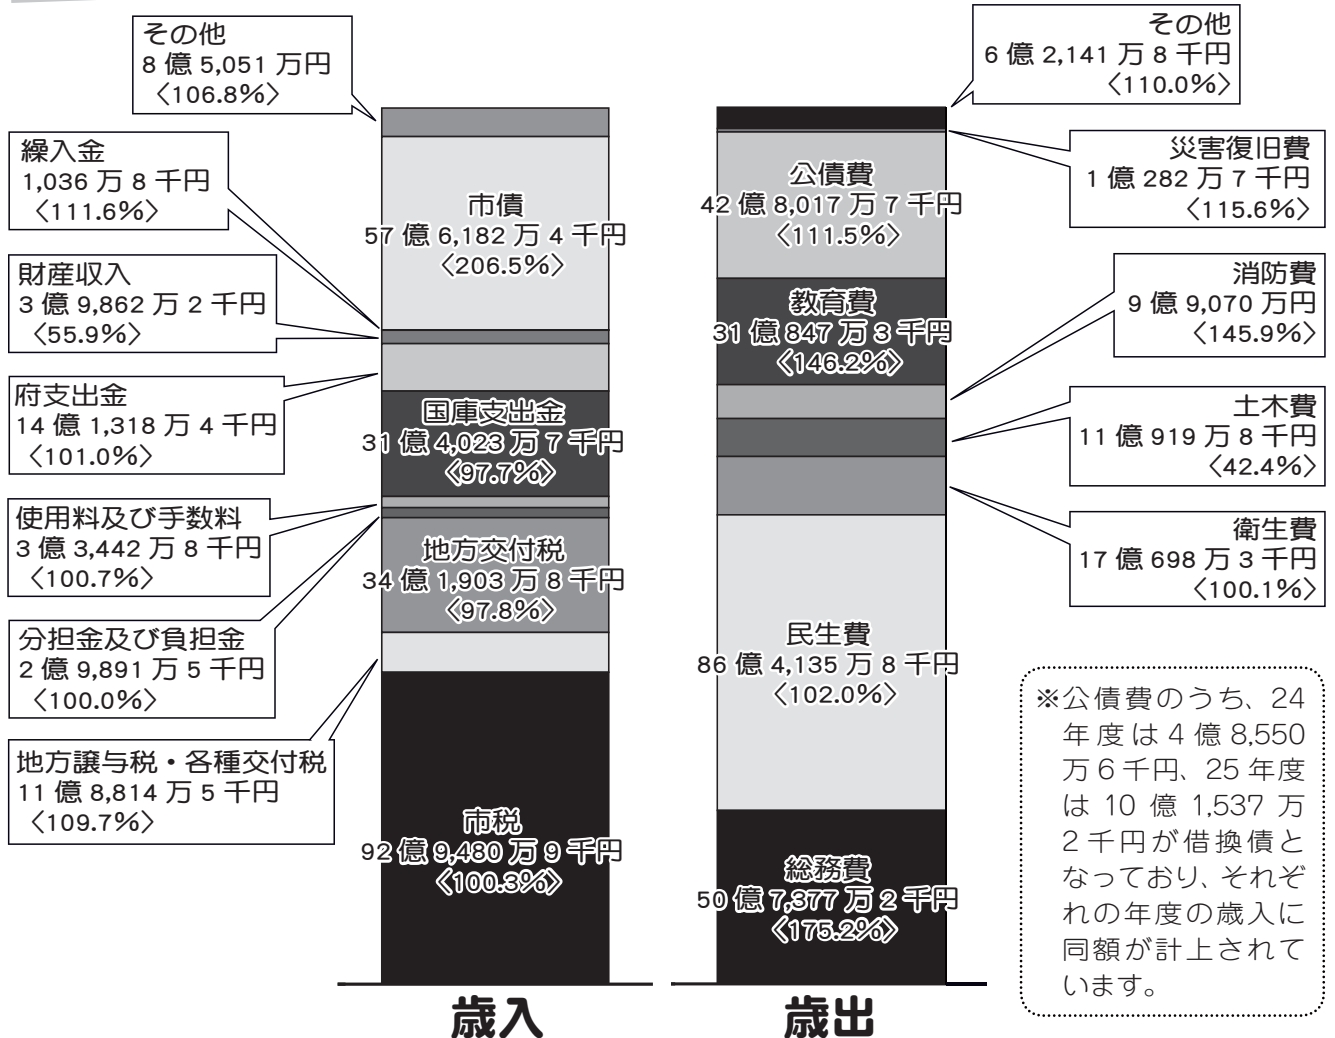 その他
8 億 5,051 万円
〈106.8%〉
繰入金
1,036 万 8 千円
〈111.6%〉
財産収入
3 億 9,862 万 2 千円
〈55.9%〉
府支出金
14 億 1,318 万 4 千円
〈101.0%〉
使用料及び手数料
3 億 3,442 万 8 千円
〈100.7%〉
分担金及び負担金
2 億 9,891 万 5 千円
〈100.0%〉
地方譲与税・各種交付税
11 億 8,814 万 5 千円
〈109.7%〉
市債
57 億 6,182 万 4 千円
〈206.5%〉
国庫支出金
31 億 4,023 万 7 千円
〈97.7%〉
地方交付税
34 億 1,903 万 8 千円
〈97.8%〉
市税
92 億 9,480 万 9 千円
〈100.3%〉
歳入
公債費
42 億 8,017 万 7 千円
〈111.5%〉
教育費
31 億 847 万 3 千円
〈146.2%〉
民生費
86 億 4,135 万 8 千円
〈102.0%〉
総務費
50 億 7,377 万 2 千円
〈175.2%〉
歳出
その他
6 億 2,141 万 8 千円
〈110.0%〉
災害復旧費
1 億 282 万 7 千円
〈115.6%〉
消防費
9 億 9,070 万円
〈145.9%〉
土木費
11 億 919 万 8 千円
〈42.4%〉
衛生費
17 億 698 万 3 千円
〈100.1%〉
※公債費のうち、24
年度は 4 億 8,550
万 6 千円、25 年度
は 10 億 1,537 万
2 千円が借換債と
なっており、それぞ
れの年度の歳入に
同額が計上されて
います。